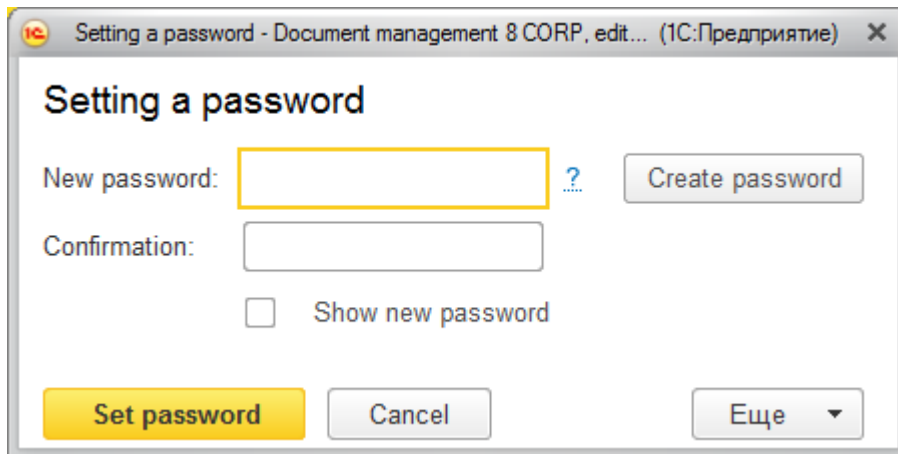 1С Setting a password - Document management 8 CORP, edit... (1С:Предприятие)
Setting a password
New password: ? Create password
Confirmation:
Show new password
Set password Cancel Еще